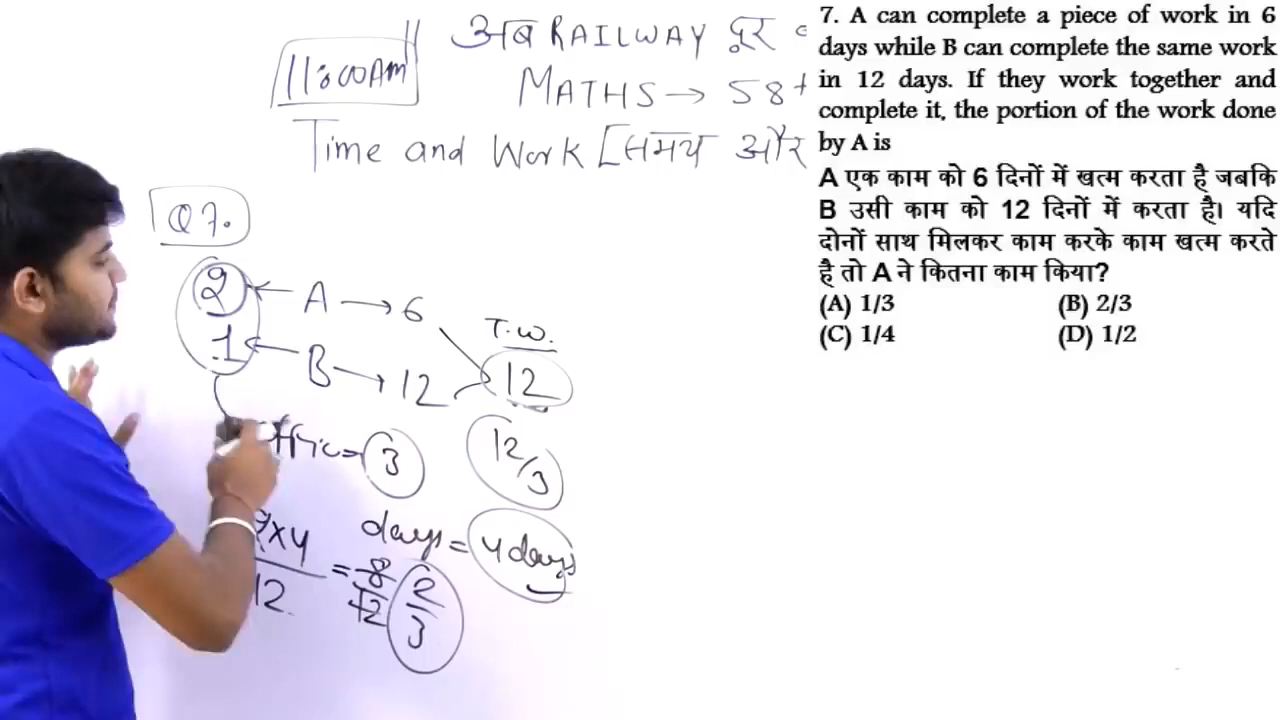 11:00AM
अब RAILWAY दूर
MATHS → 58+
Time and Work [समय और
Q7.
2 ← A → 6
1 ← B → 12
T.W.
12
= 3
12/3
days = 4 days
2×4/12 = 8/12 2/3
7. A can complete a piece of work in 6
days while B can complete the same work
in 12 days. If they work together and
complete it, the portion of the work done
by A is
A एक काम को 6 दिनों में खत्म करता है जबकि
B उसी काम को 12 दिनों में करता है। यदि
दोनों साथ मिलकर काम करके काम खत्म करते
है तो A ने कितना काम किया?
(A) 1/3 (B) 2/3
(C) 1/4 (D) 1/2